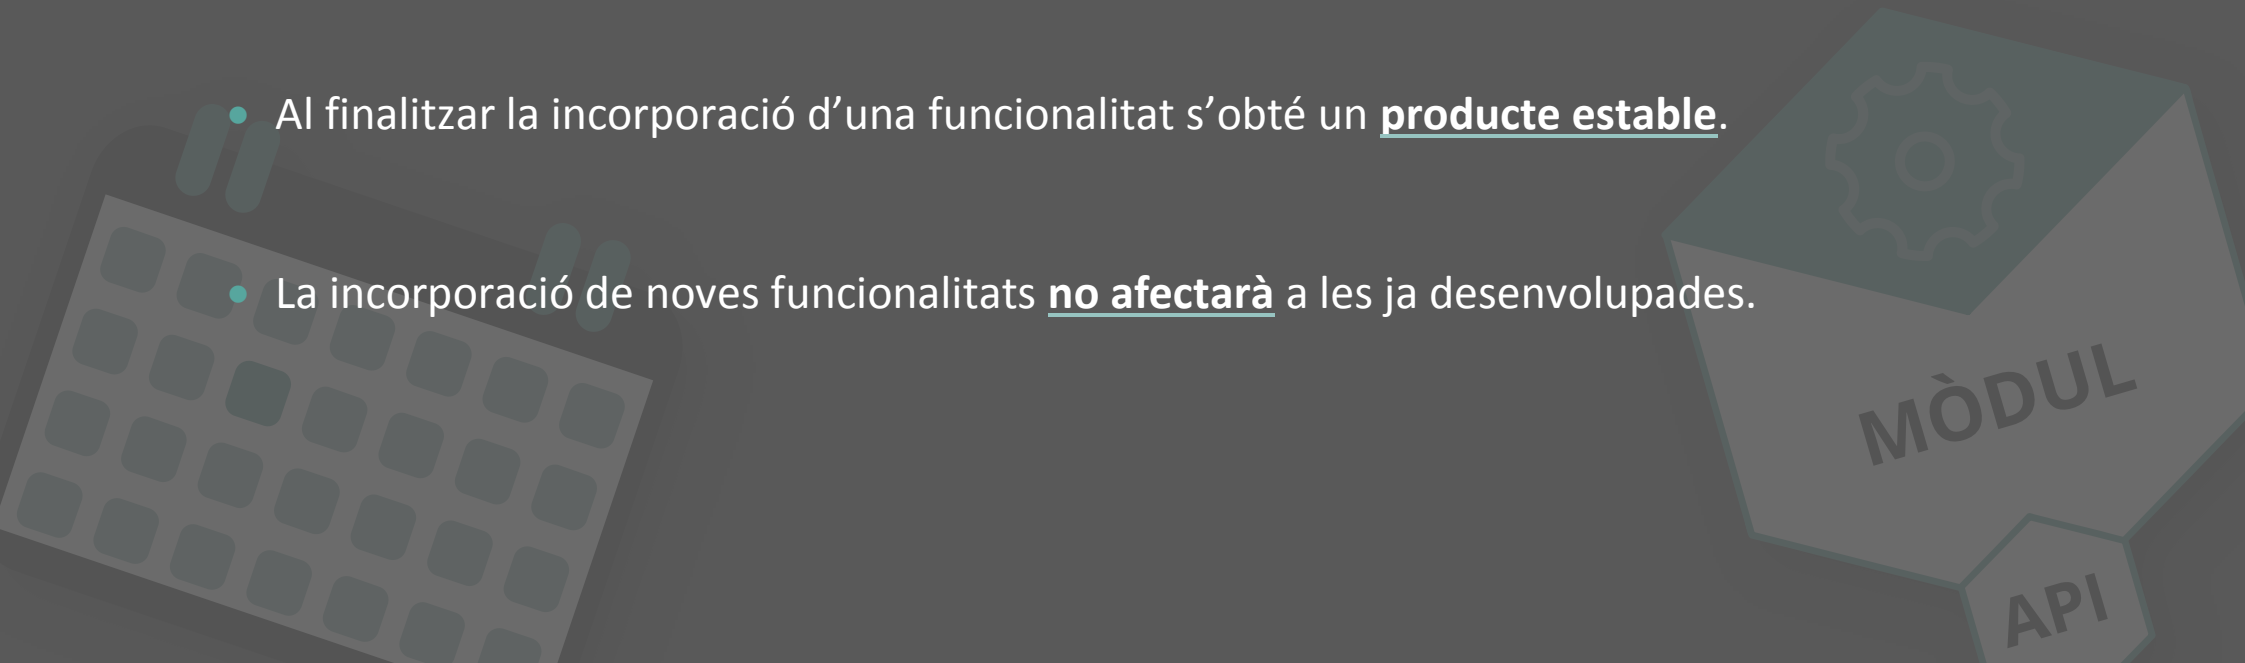 Al finalitzar la incorporació d’una funcionalitat s’obté un producte estable.
La incorporació de noves funcionalitats no afectarà a les ja desenvolupades.
MÒDUL
API